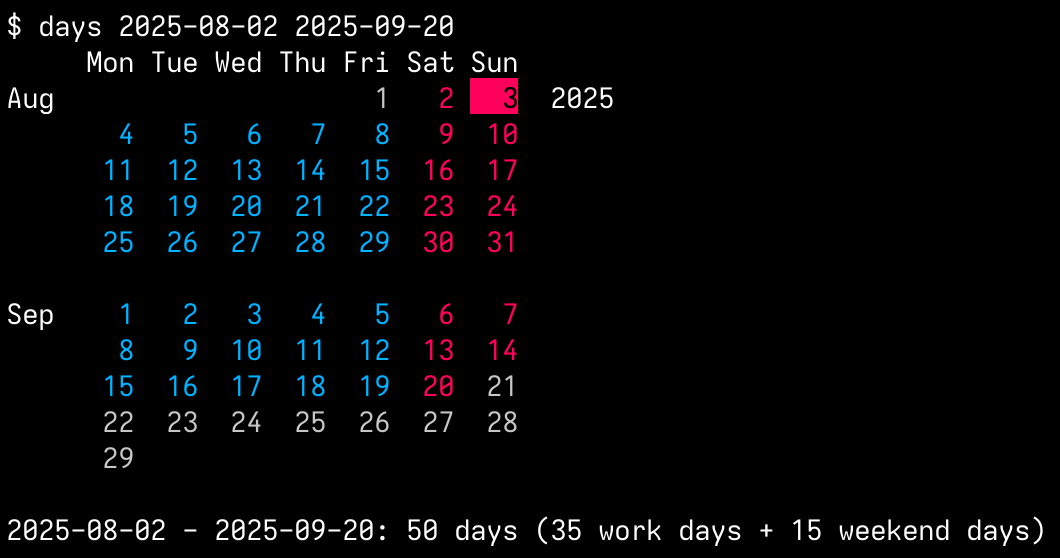 $ days 2025-08-02 2025-09-20
Mon Tue Wed Thu Fri Sat Sun
Aug 1 2 3 2025
4 5 6 7 8 9 10
11 12 13 14 15 16 17
18 19 20 21 22 23 24
25 26 27 28 29 30 31
Sep 1 2 3 4 5 6 7
8 9 10 11 12 13 14
15 16 17 18 19 20 21
22 23 24 25 26 27 28
29
2025-08-02 - 2025-09-20: 50 days (35 work days + 15 weekend days)